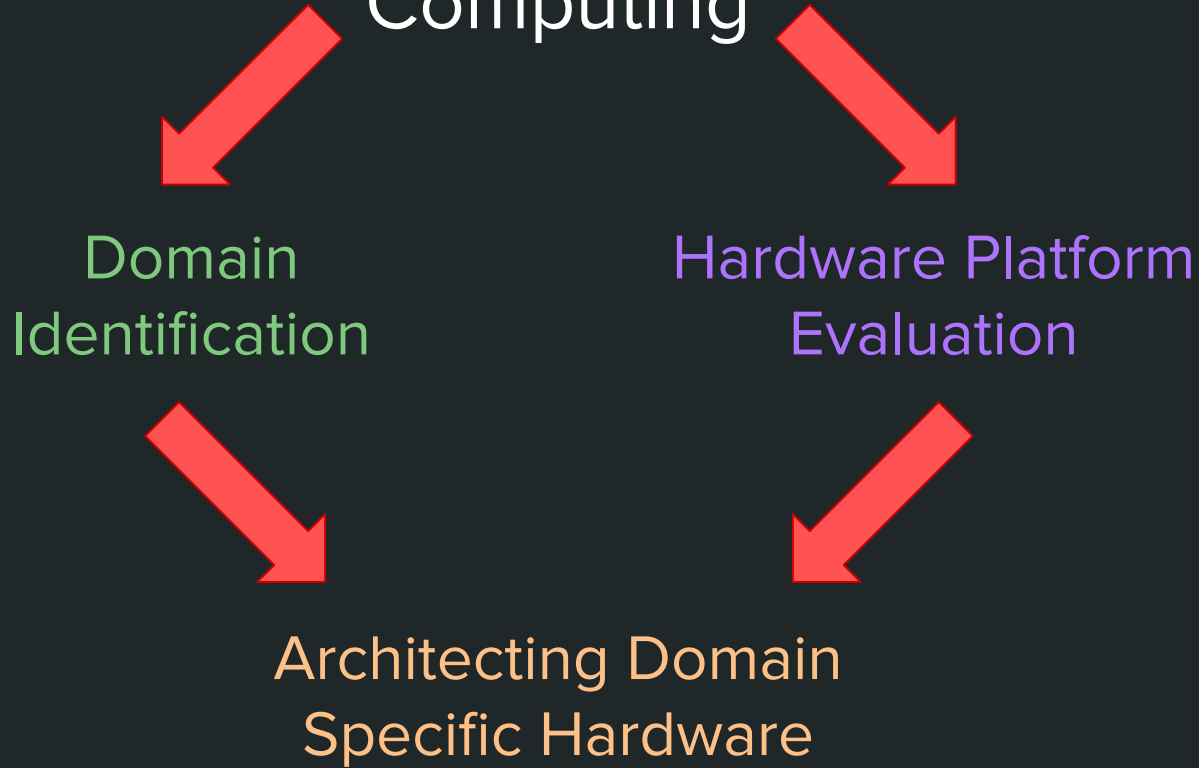 Computing
Domain
Identification
Hardware Platform
Evaluation
Architecting Domain
Specific Hardware